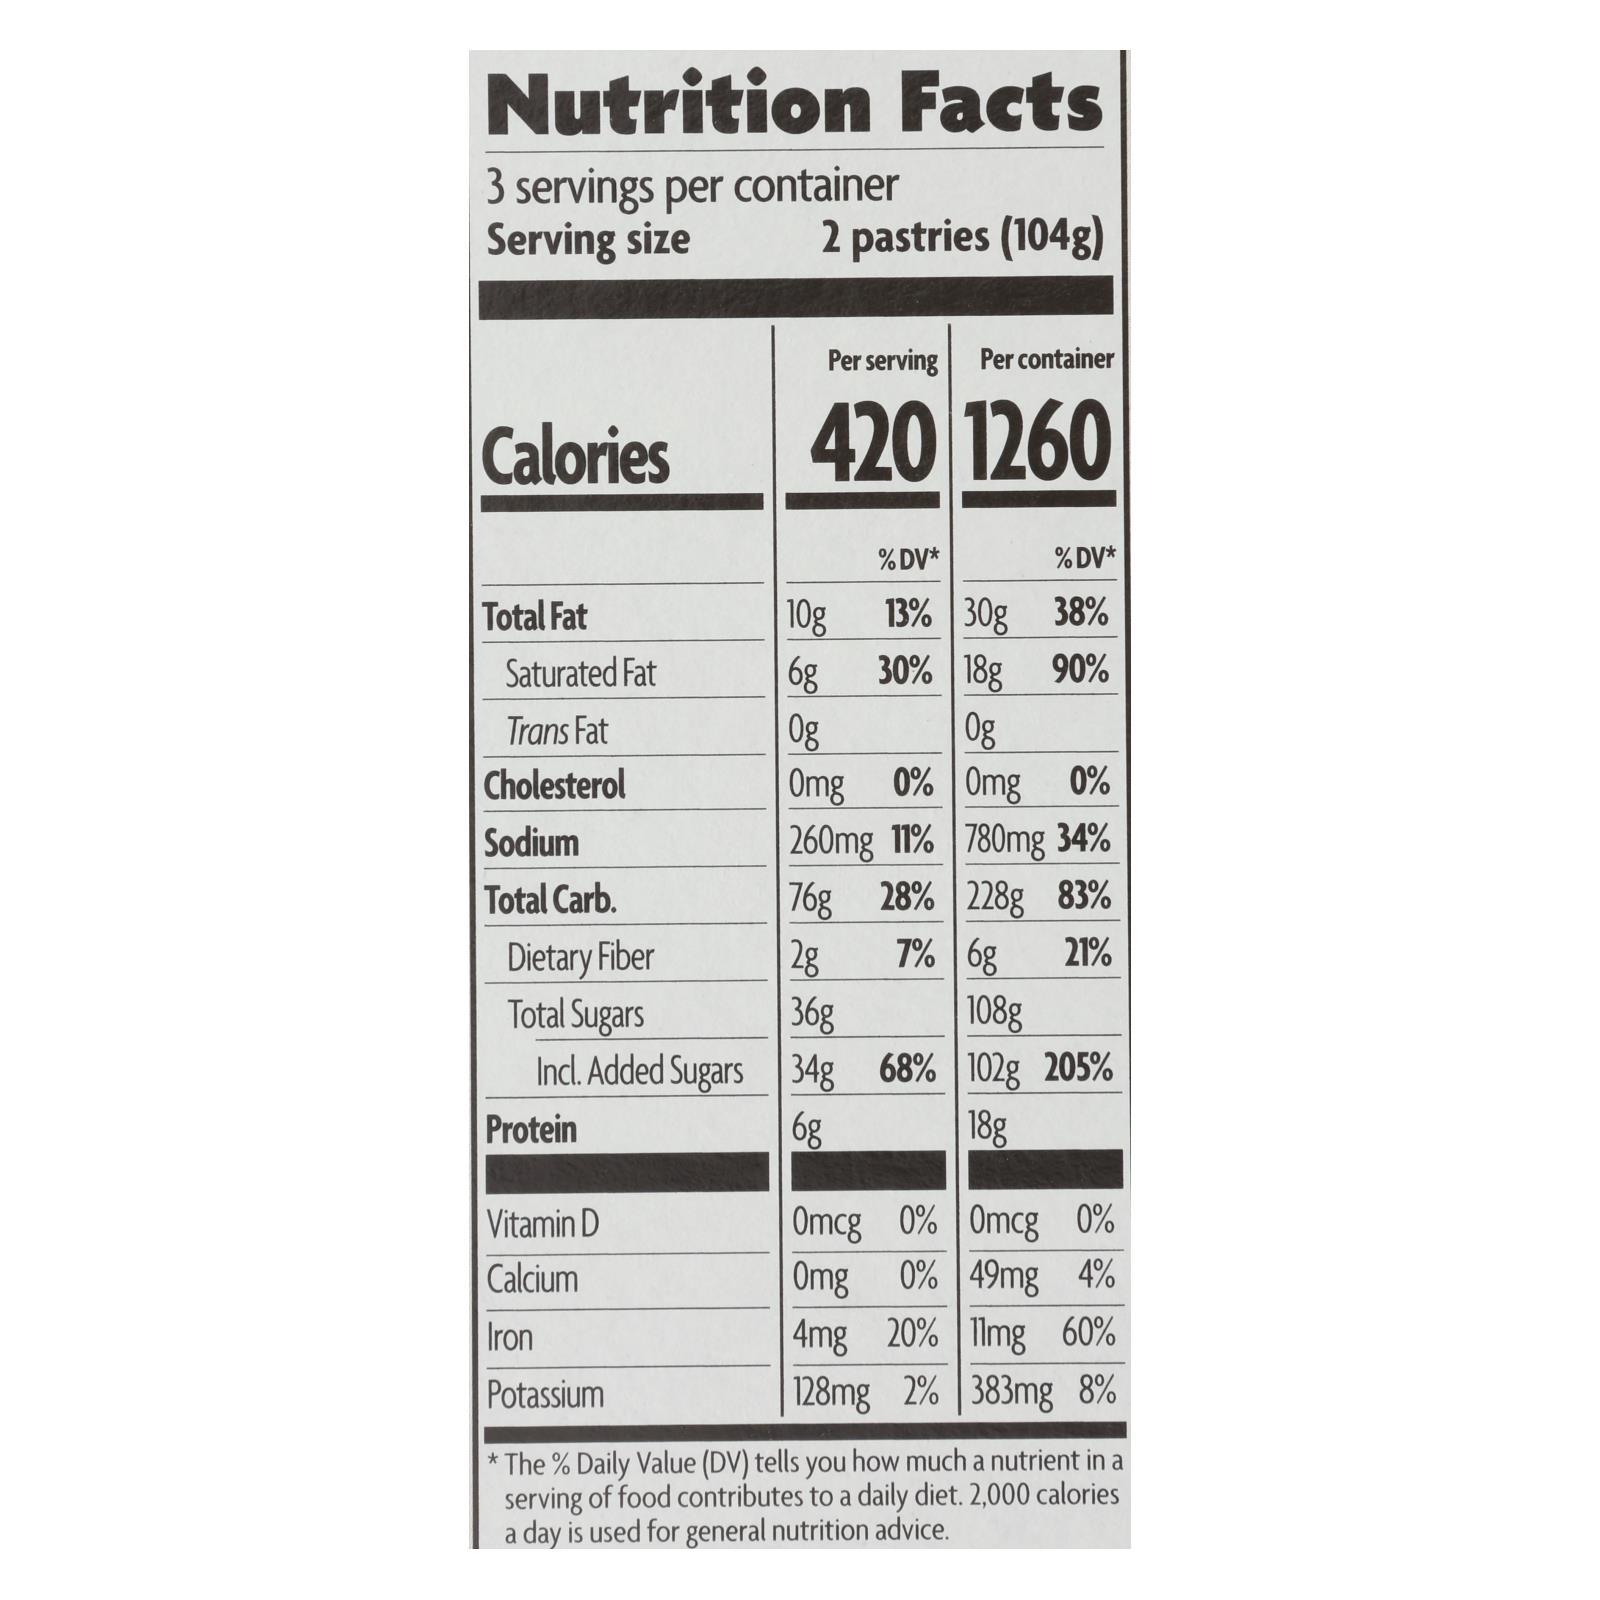 Nutrition Facts
3 servings per container
Serving size 2 pastries (104g)
Per serving Per container
Calories 420 1260
% DV* % DV*
Total Fat 10g 13% 30g 38%
Saturated Fat 6g 30% 18g 90%
Trans Fat 0g 0g
Cholesterol 0mg 0% 0mg 0%
Sodium 260mg 11% 780mg 34%
Total Carb. 76g 28% 228g 83%
Dietary Fiber 2g 7% 6g 21%
Total Sugars 36g 108g
Incl. Added Sugars 34g 68% 102g 205%
Protein 6g 18g
Vitamin D 0mcg 0% 0mcg 0%
Calcium 0mg 0% 49mg 4%
Iron 4mg 20% 11mg 60%
Potassium 128mg 2% 383mg 8%
* The % Daily Value (DV) tells you how much a nutrient in a
serving of food contributes to a daily diet. 2,000 calories
a day is used for general nutrition advice.